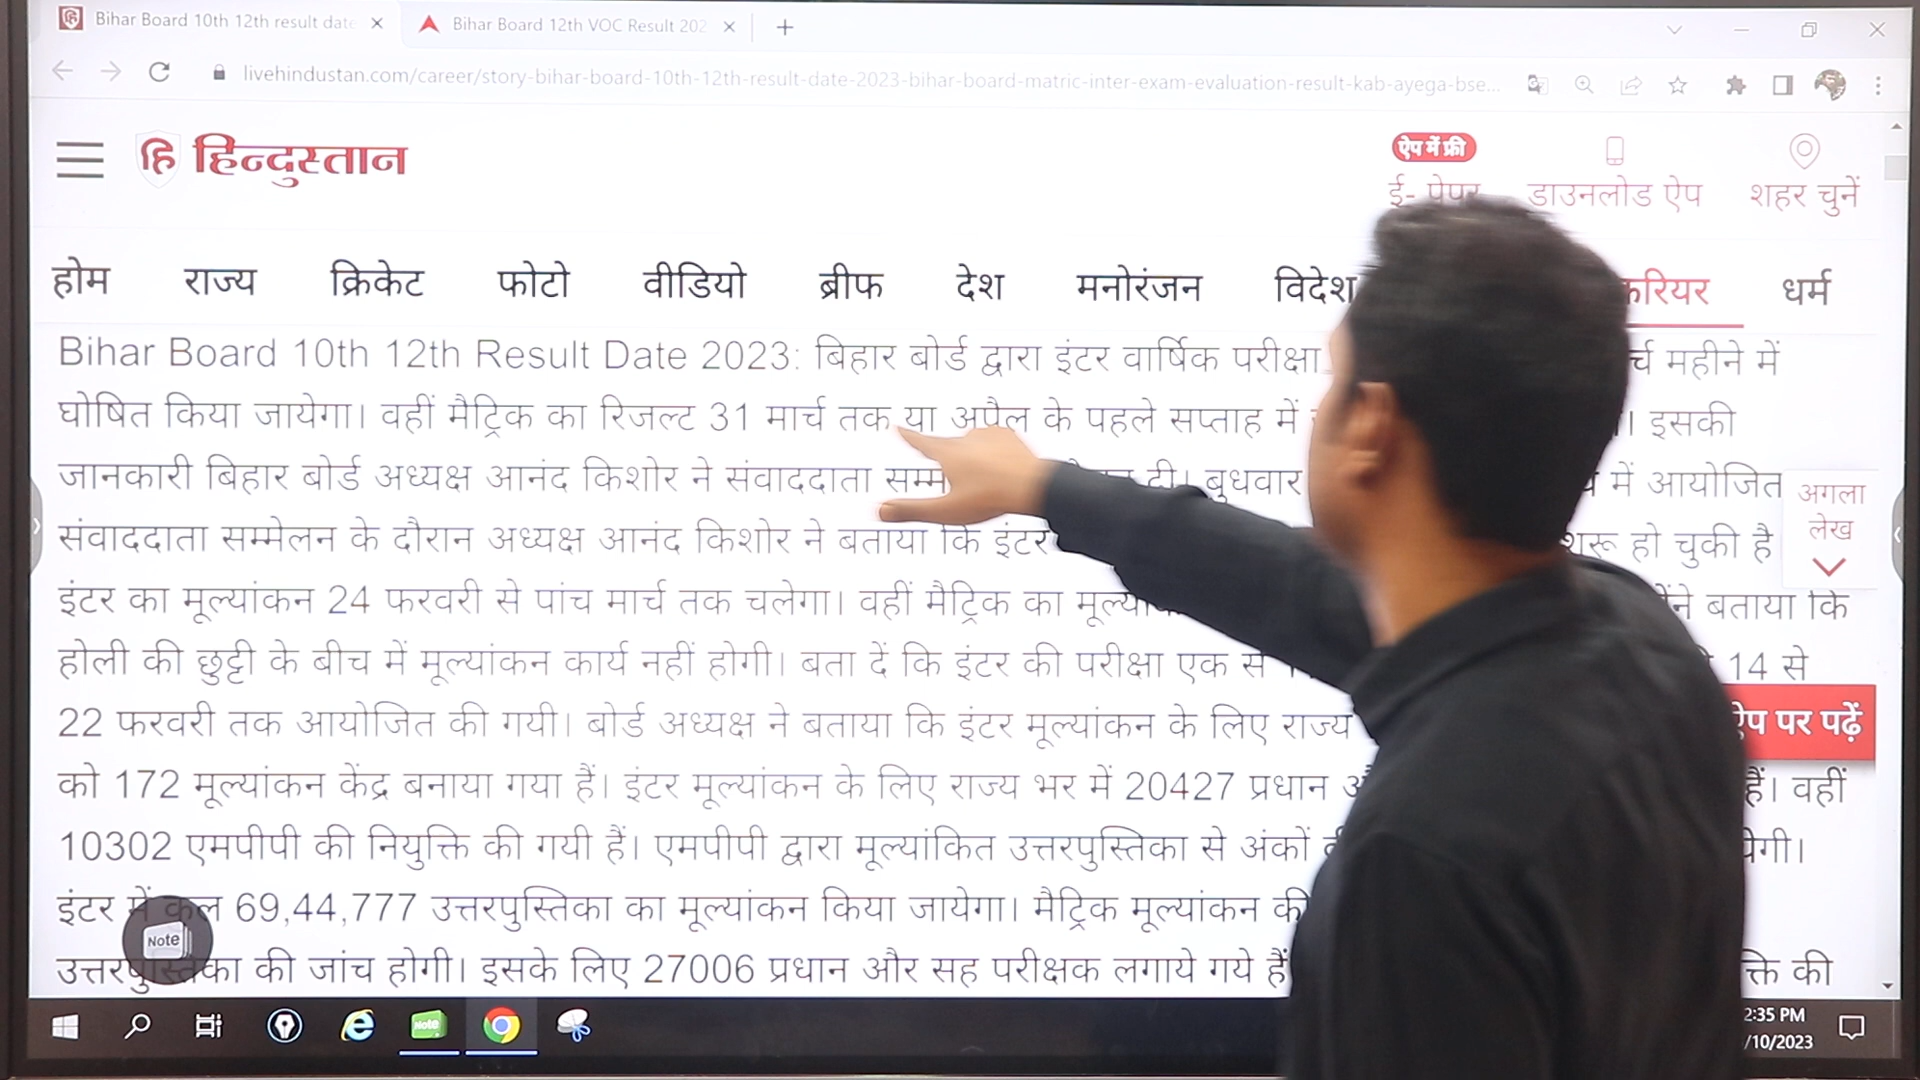 Bihar Board 10th 12th result date
Bihar Board 12th VOC Result 202
livehindustan.com/career/story-bihar-board-10th-12th-result-date-2023-bihar-board-matric-inter-exam-evaluation-result-kab-ayega-bse...
हि हिन्दुस्तान
ऐप में फ्री
ई- पेपर डाउनलोड ऐप शहर चुनें
होम राज्य क्रिकेट फोटो वीडियो ब्रीफ देश मनोरंजन विदेश करियर धर्म
Bihar Board 10th 12th Result Date 2023: बिहार बोर्ड द्वारा इंटर वार्षिक परीक्षा महीने में
घोषित किया जायेगा। वहीं मैट्रिक का रिजल्ट 31 मार्च तक या अप्रैल के पहले सप्ताह में इसकी
जानकारी बिहार बोर्ड अध्यक्ष आनंद किशोर ने संवाददाता दी। बुधवार में आयोजित
संवाददाता सम्मेलन के दौरान अध्यक्ष आनंद किशोर ने बताया कि इंटर शुरू हो चुकी है
इंटर का मूल्यांकन 24 फरवरी से पांच मार्च तक चलेगा। वहीं मैट्रिक का बताया कि
होली की छुट्टी के बीच में मूल्यांकन कार्य नहीं होगी। बता दें कि इंटर की परीक्षा एक से 14 से
22 फरवरी तक आयोजित की गयी। बोर्ड अध्यक्ष ने बताया कि इंटर मूल्यांकन के लिए राज्य
को 172 मूल्यांकन केंद्र बनाया गया हैं। इंटर मूल्यांकन के लिए राज्य भर में 20427 प्रधान हैं। वहीं
10302 एमपीपी की नियुक्ति की गयी हैं। एमपीपी द्वारा मूल्यांकित उत्तरपुस्तिका से अंकों
इंटर में कुल 69,44,777 उत्तरपुस्तिका का मूल्यांकन किया जायेगा। मैट्रिक मूल्यांकन की
उत्तरपुस्तिका की जांच होगी। इसके लिए 27006 प्रधान और सह परीक्षक लगाये गये हैं की
अगला
लेख
ऐप पर पढ़ें
Note
Note
2:35 PM
/10/2023